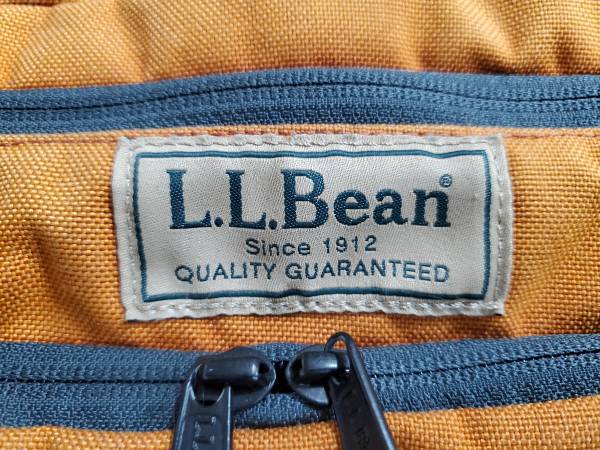 L.L.Bean®
Since 1912
QUALITY GUARANTEED
L.L.
L.L.B